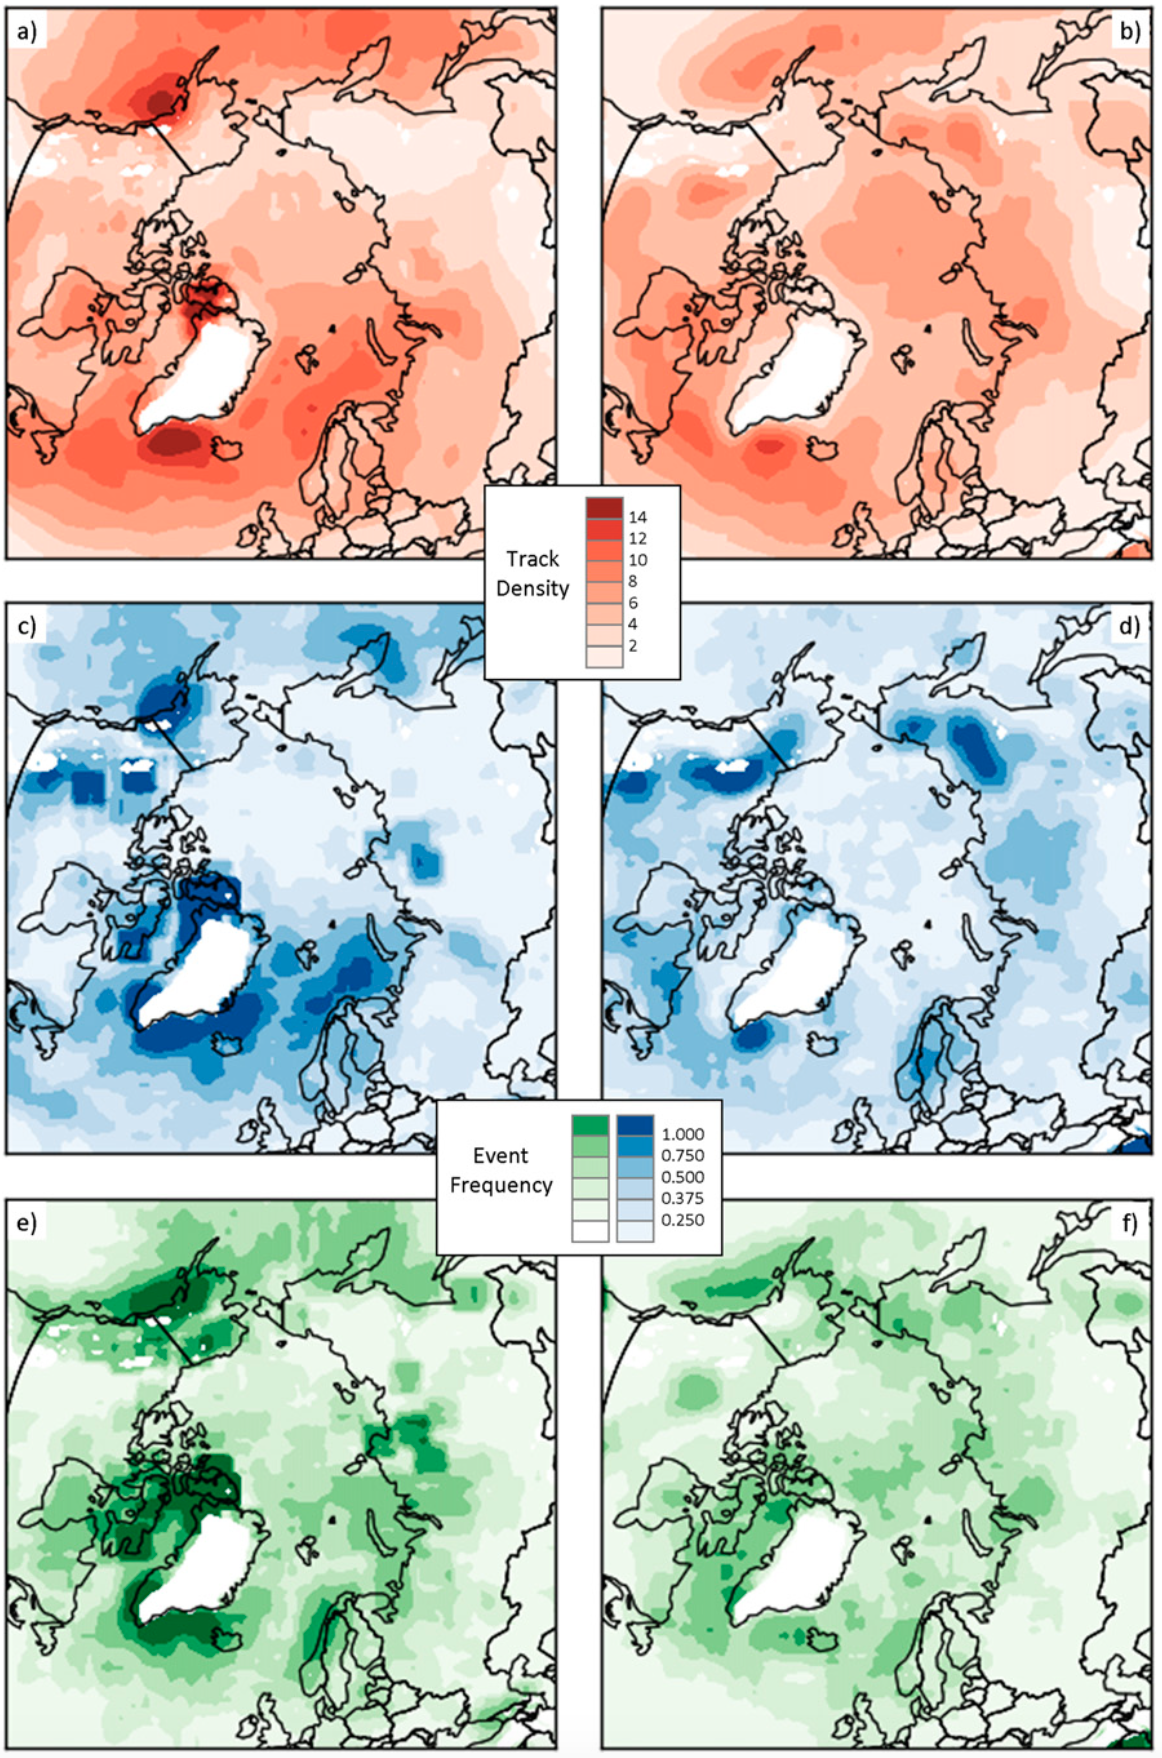 a)
b)
Track
Density
14
12
10
8
6
4
2
c)
d)
Event
Frequency
1.000
0.750
0.500
0.375
0.250
e)
f)